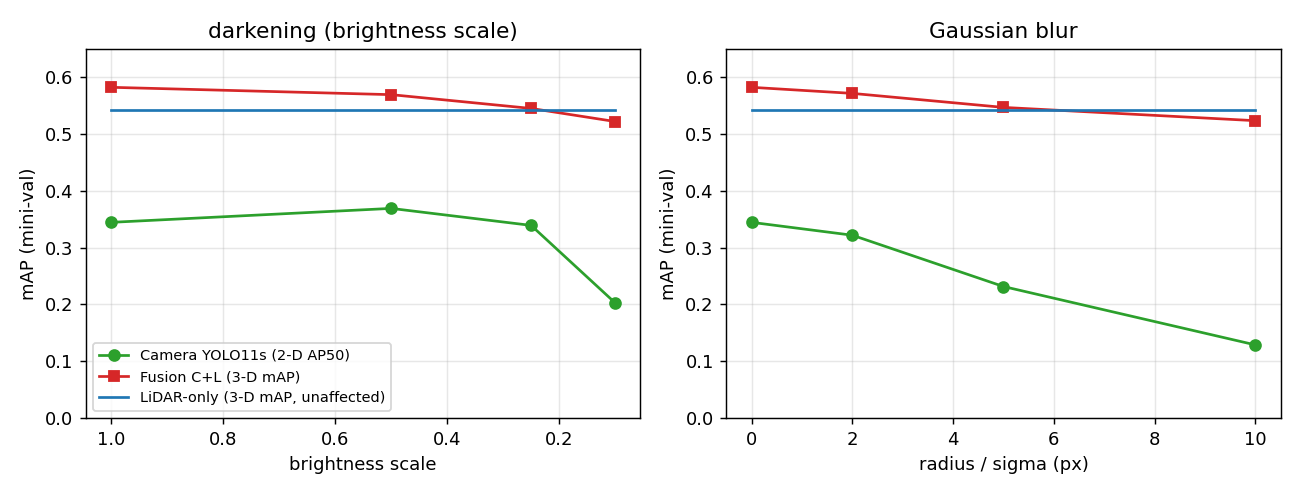 darkening (brightness scale)
mAP (mini-val)
0.6
0.5
0.4
0.3
0.2
0.1
0.0
Camera YOLO11s (2-D AP50)
Fusion C+L (3-D mAP)
LiDAR-only (3-D mAP, unaffected)
1.0 0.8 0.6 0.4 0.2
brightness scale
Gaussian blur
mAP (mini-val)
0.6
0.5
0.4
0.3
0.2
0.1
0.0
0 2 4 6 8 10
radius / sigma (px)